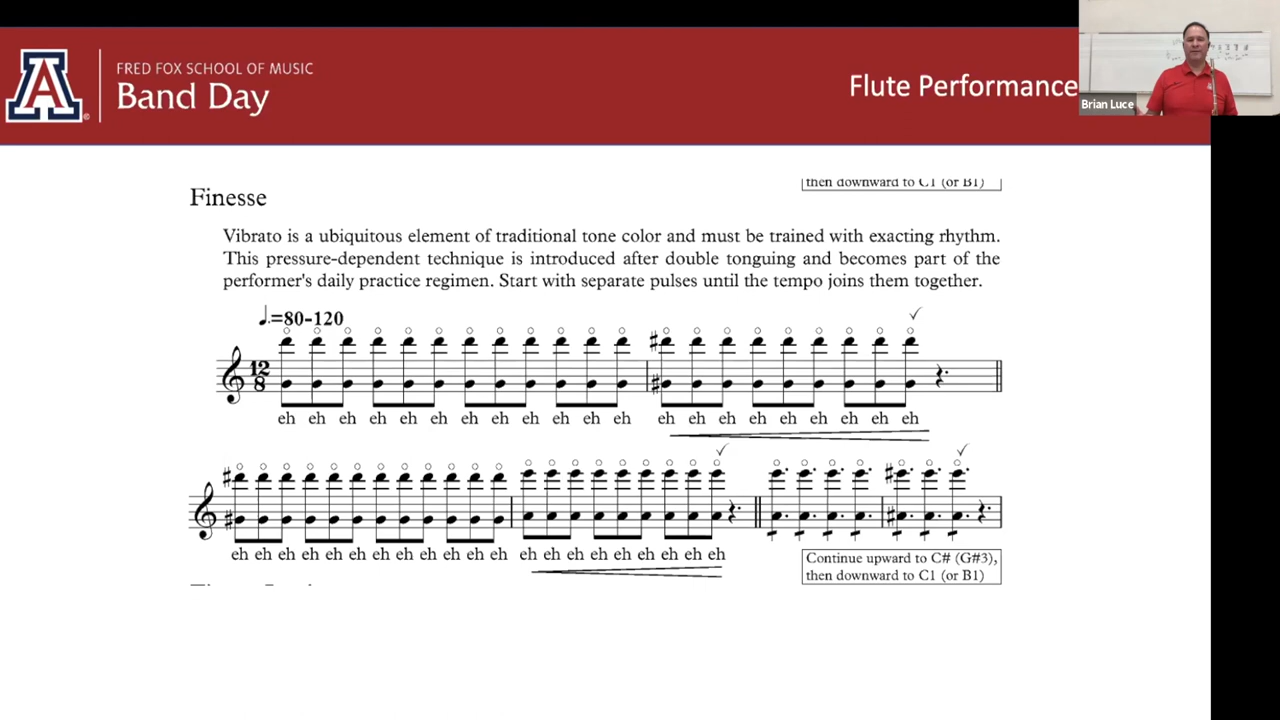 FRED FOX SCHOOL OF MUSIC
Band Day
Flute Performance
Brian Luce
then downward to C1 (or B1)
Finesse
Vibrato is a ubiquitous element of traditional tone color and must be trained with exacting rhythm.
This pressure-dependent technique is introduced after double tonguing and becomes part of the
performer's daily practice regimen. Start with separate pulses until the tempo joins them together.
♩.=80-120
12
8
eh eh eh eh eh eh eh eh eh eh eh eh eh eh eh eh eh eh eh eh eh
eh eh eh eh eh eh eh eh eh eh eh eh eh eh eh eh eh eh eh eh eh
Continue upward to C# (G#3),
then downward to C1 (or B1)